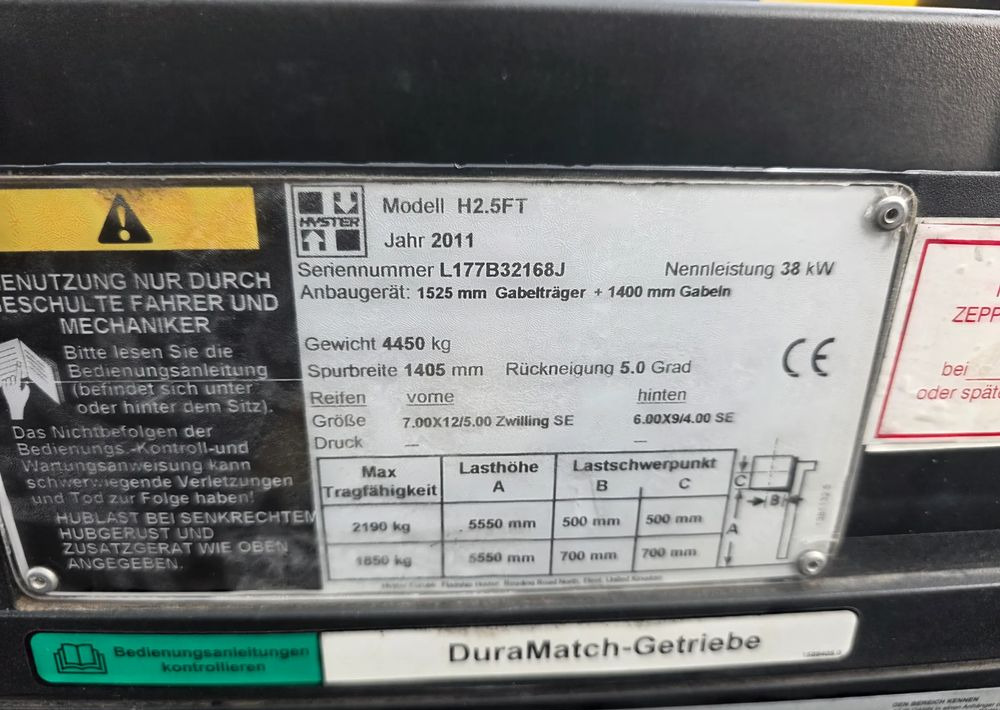 ENUTZUNG NUR DURCH
ESCHULTE FAHRER UND
MECHANIKER
Bitte lesen Sie die
Bedienungsanleitung
(befindet sich unter
oder hinter dem Sitz).
Das Nichtbefolgen der
Bedienungs-,Kontroll-und
Wartungsanweisung kann
schwerwiegende Verletzungen
und Tod zur Folge haben!
HUBLAST BEI SENKRECHTEM
HUBGERUST UND
ZUSATZGERAT WIE OBEN
ANGEGEBEN.
HYSTER
Modell H2.5FT
Jahr 2011
Seriennummer L177B32168J Nennleistung 38 kW
Anbaugerät: 1525 mm Gabelträger + 1400 mm Gabeln
Gewicht 4450 kg
Spurbreite 1405 mm Rückneigung 5.0 Grad
CE
Reifen vorne hinten
Größe 7.00X12/5.00 Zwilling SE 6.00X9/4.00 SE
Druck — —
Max Tragfähigkeit Lasthöhe A Lastschwerpunkt B C
2190 kg 5550 mm 500 mm 500 mm
1850 kg 5550 mm 700 mm 700 mm
C
B
A
ZEPP
bei
oder spät
Bedienungsanleitungen
kontrollieren
DuraMatch-Getriebe